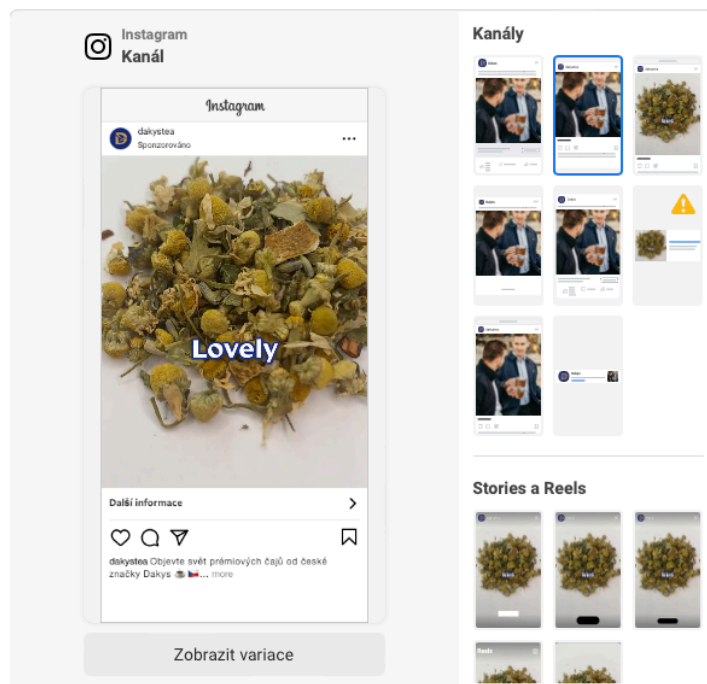 Instagram
Kanál
Instagram
dakystea
Sponzorováno
Lovely
Další informace
dakystea Objevte svět prémiových čajů od české
značky Dakys ☕ 🇨🇿... more
Zobrazit variace
Kanály
Stories a Reels
Reels